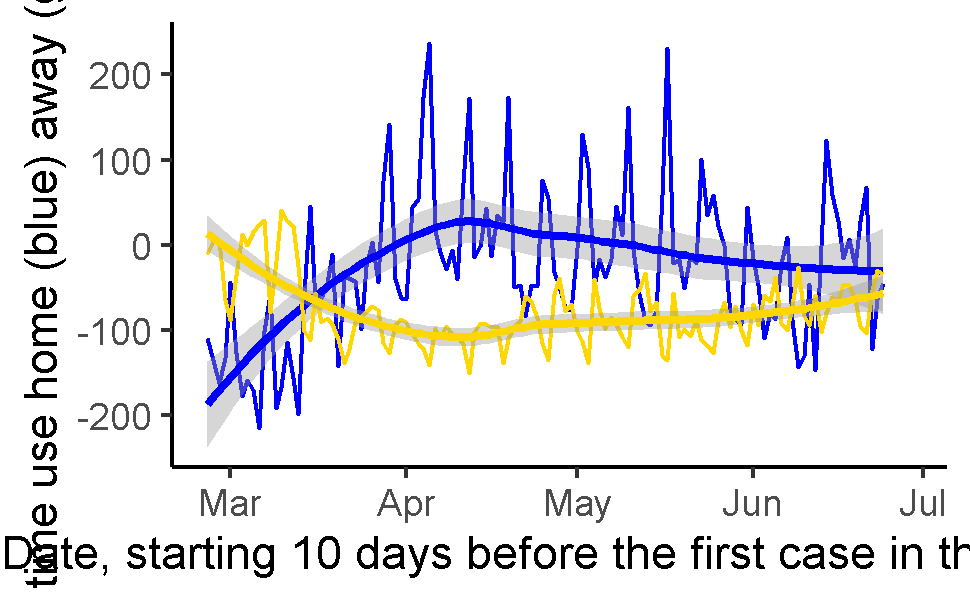 time use home (blue) away (
200
100
0
-100
-200
Mar
Apr
May
Jun
Jul
Date, starting 10 days before the first case in th